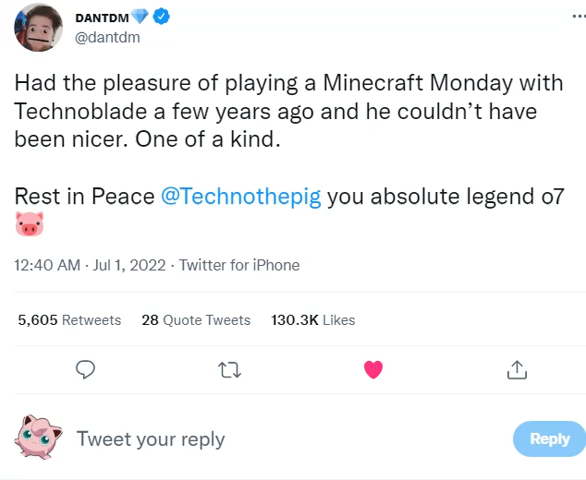 DANTDM💎
@dantdm
...
Had the pleasure of playing a Minecraft Monday with
Technoblade a few years ago and he couldn't have
been nicer. One of a kind.
Rest in Peace @Technothepig you absolute legend o7
🐷
12:40 AM · Jul 1, 2022 · Twitter for iPhone
5,605 Retweets 28 Quote Tweets 130.3K Likes
Tweet your reply
Reply